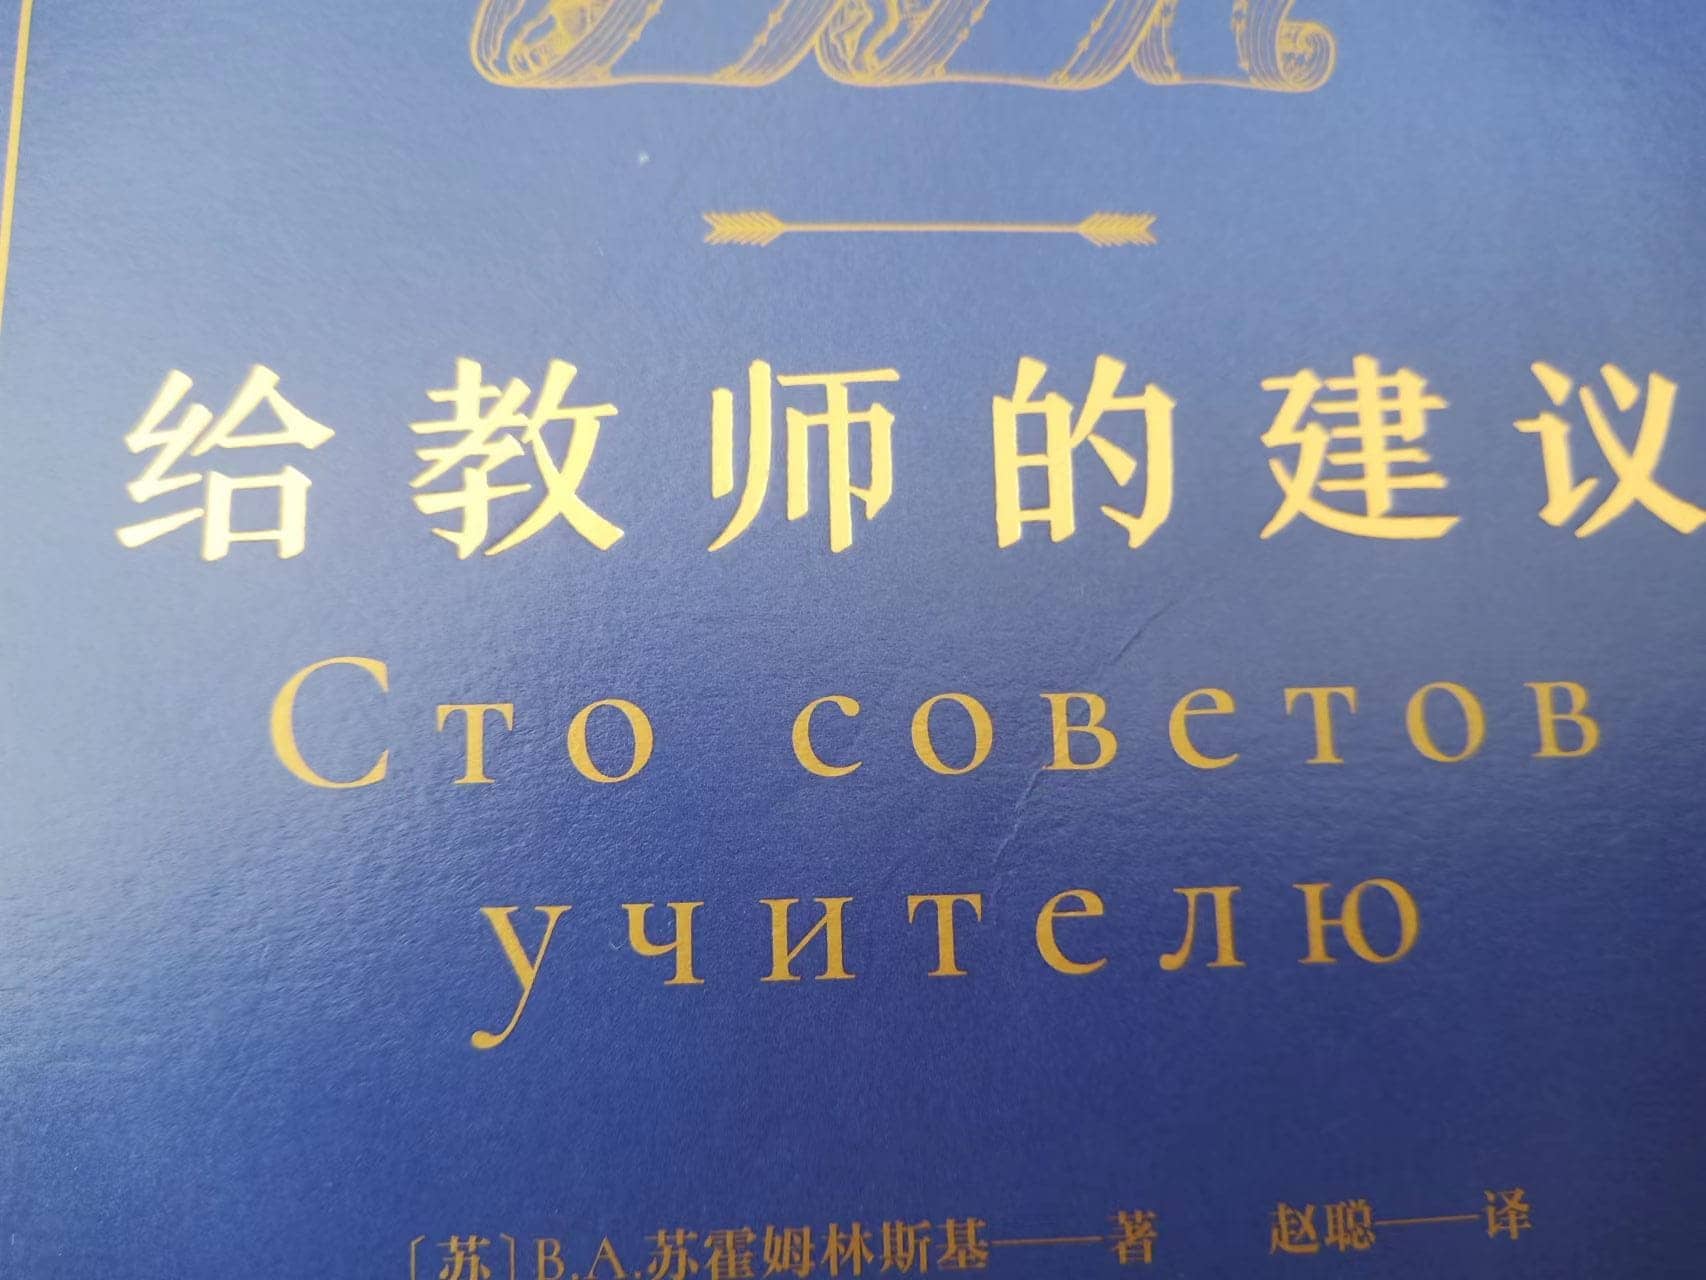 给教师的建议
Сто советов
учителю
〔苏〕В.А.苏霍姆林斯基——著 赵聪——译